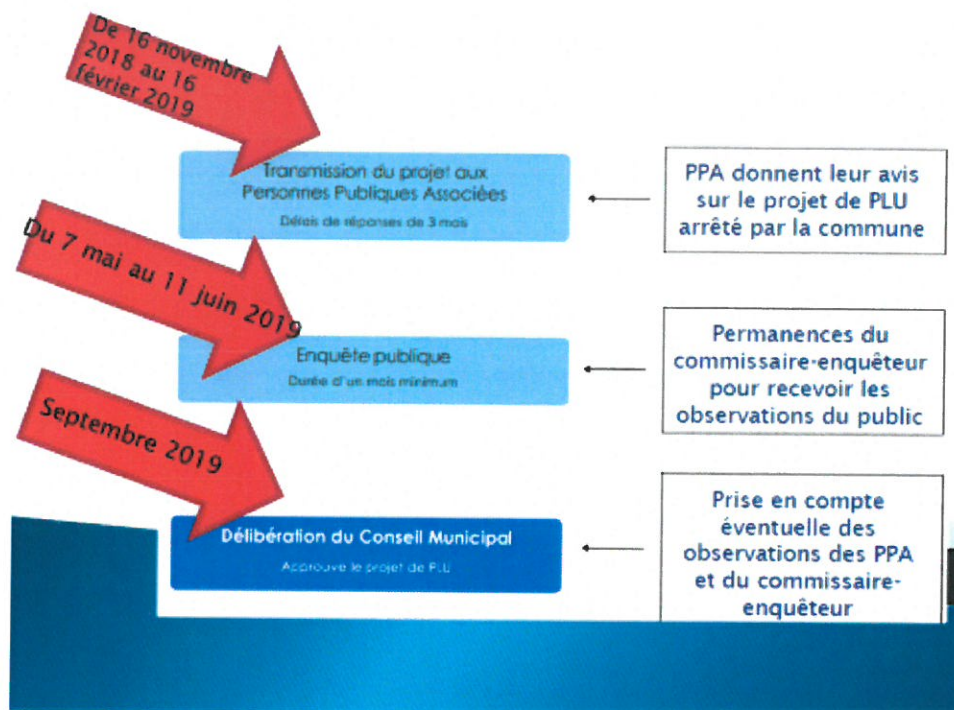 De 16 novembre
2018 au 16
février 2019
Transmission du projet aux
Personnes Publiques Associées
Délais de réponses de 3 mois
PPA donnent leur avis
sur le projet de PLU
arrêté par la commune
Du 7 mai au 11 juin 2019
Enquête publique
Durée d'un mois minimum
Permanences du
commissaire-enquêteur
pour recevoir les
observations du public
Septembre 2019
Délibération du Conseil Municipal
Approuve le projet de PLU
Prise en compte
éventuelle des
observations des PPA
et du commissaire-
enquêteur